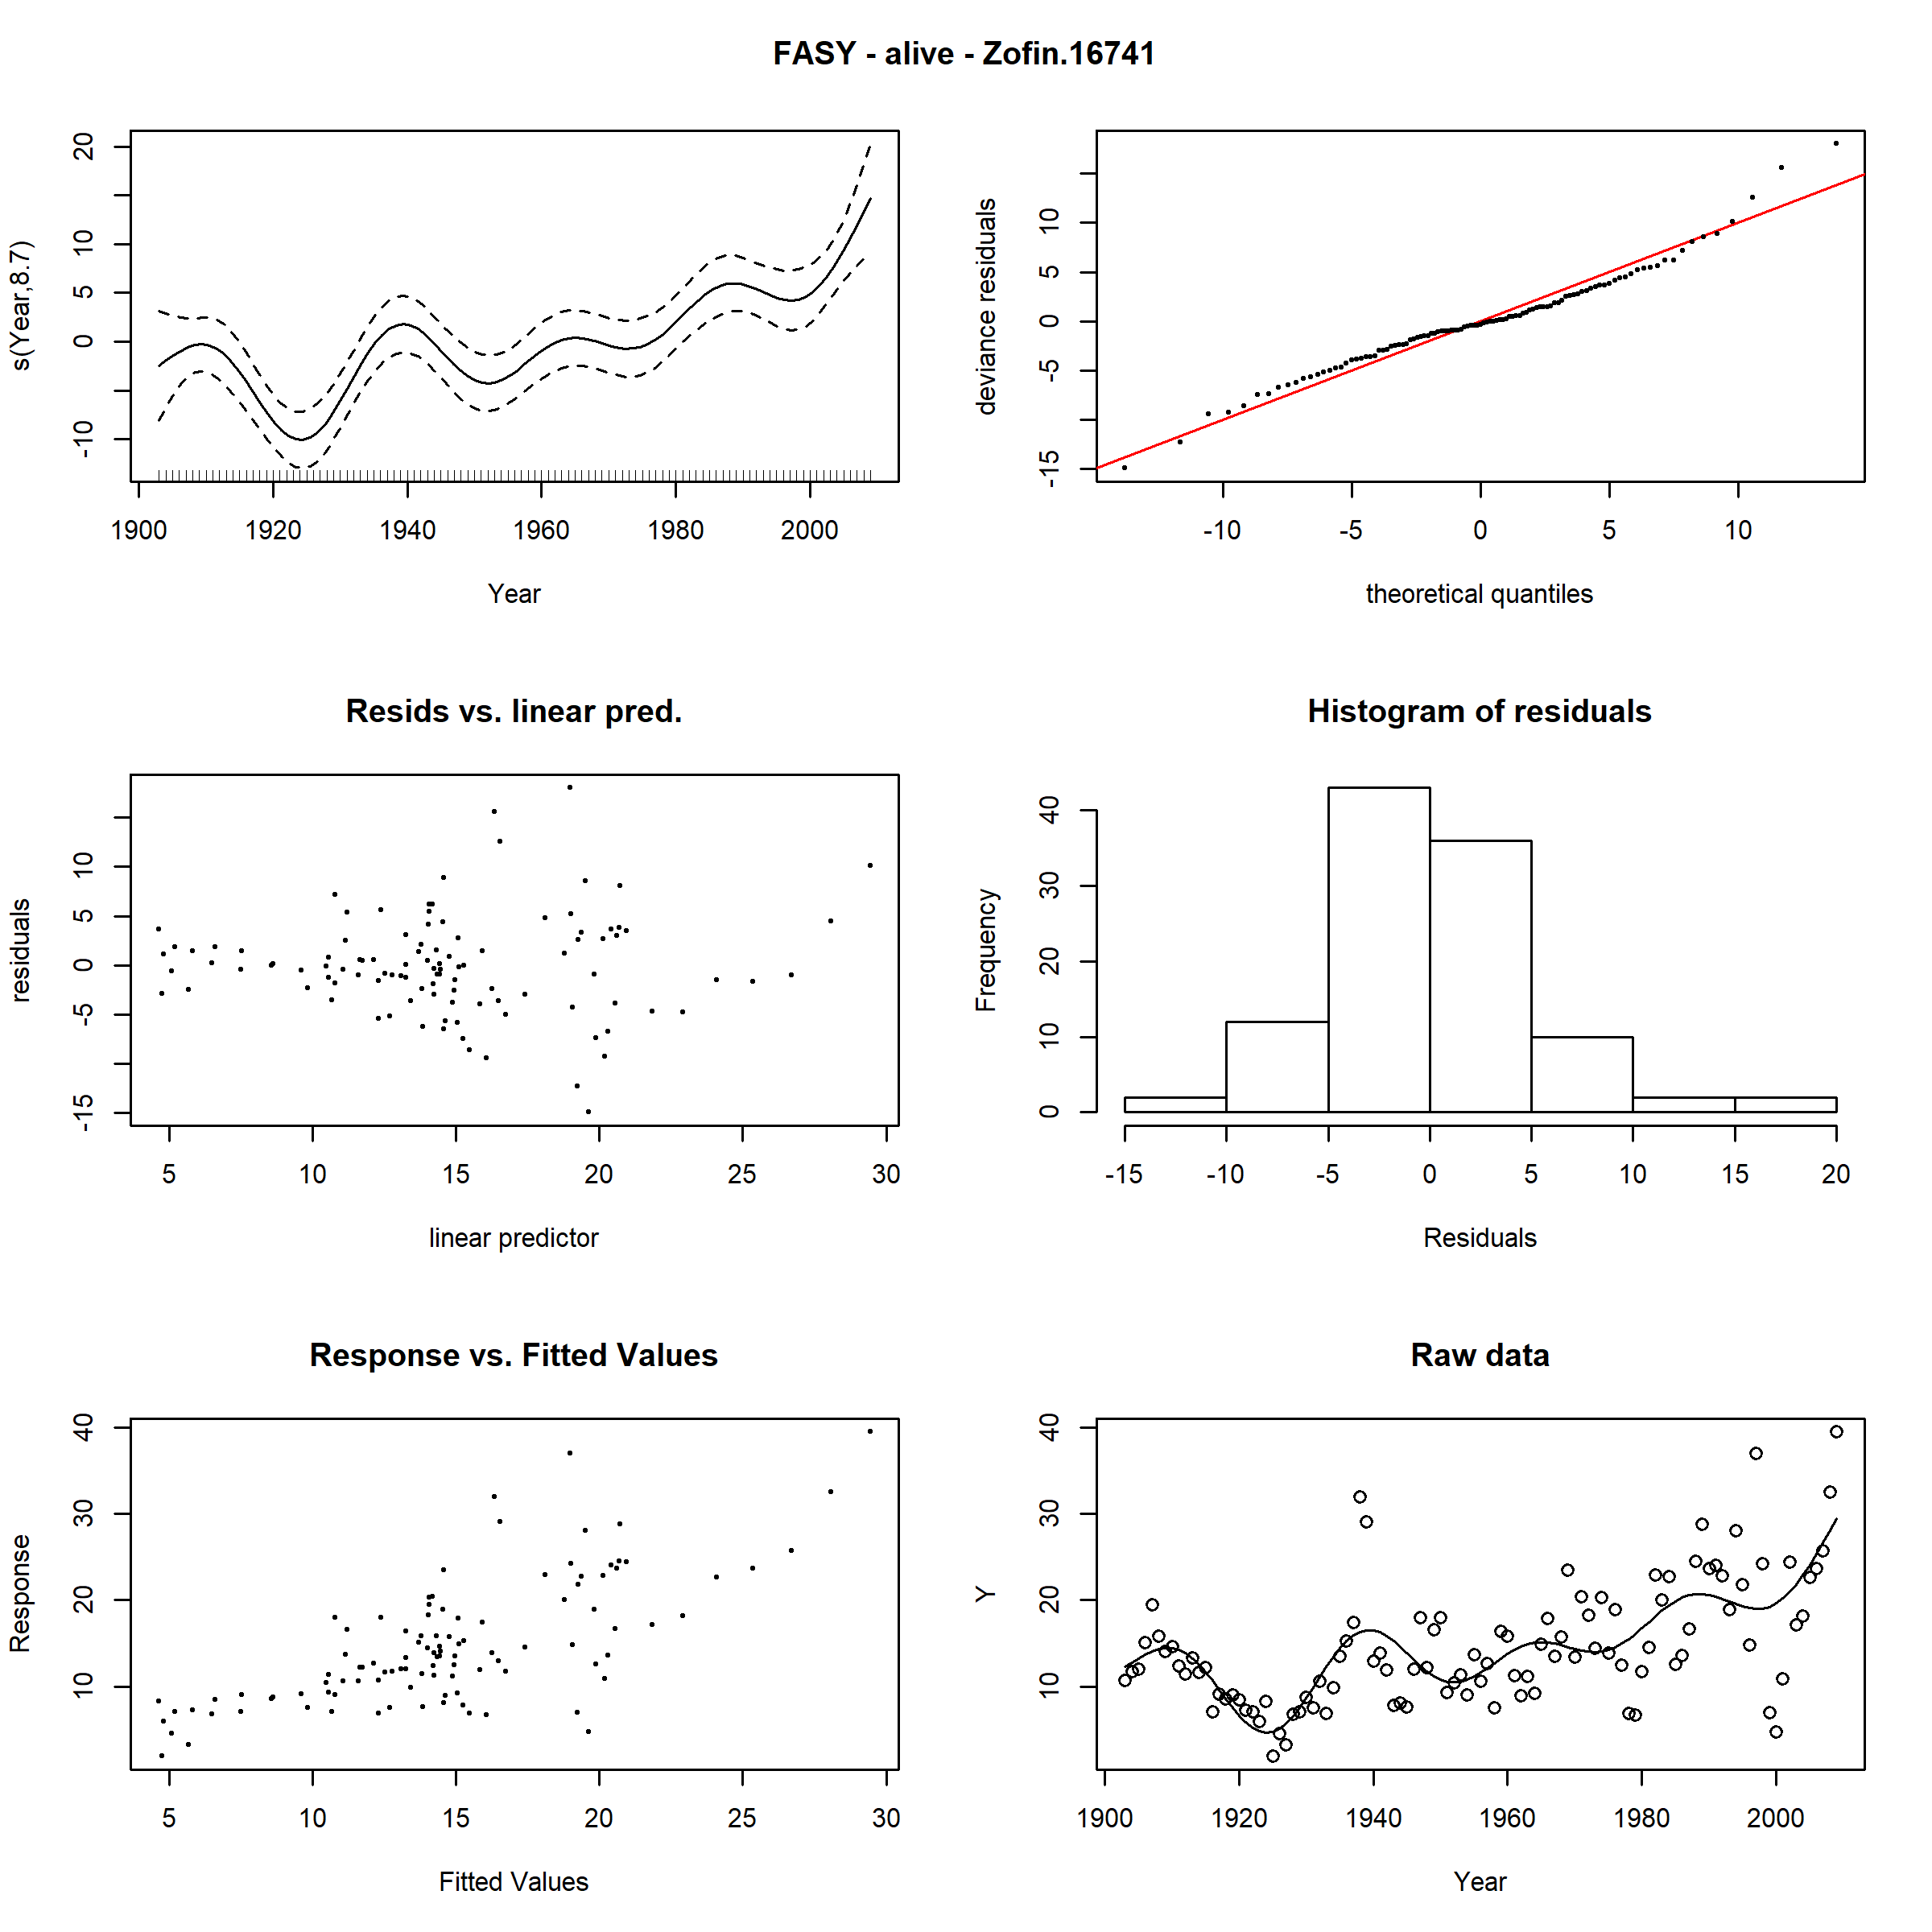 FASY - alive - Zofin.16741
s(Year,8.7)
20
10
5
0
-10
1900 1920 1940 1960 1980 2000
Year
deviance residuals
10
5
0
-5
-15
-10 -5 0 5 10
theoretical quantiles
Resids vs. linear pred.
residuals
10
5
0
-5
-15
5 10 15 20 25 30
linear predictor
Histogram of residuals
Frequency
40
30
20
10
0
-15 -10 -5 0 5 10 15 20
Residuals
Response vs. Fitted Values
Response
40
30
20
10
5 10 15 20 25 30
Fitted Values
Raw data
Y
40
30
20
10
1900 1920 1940 1960 1980 2000
Year